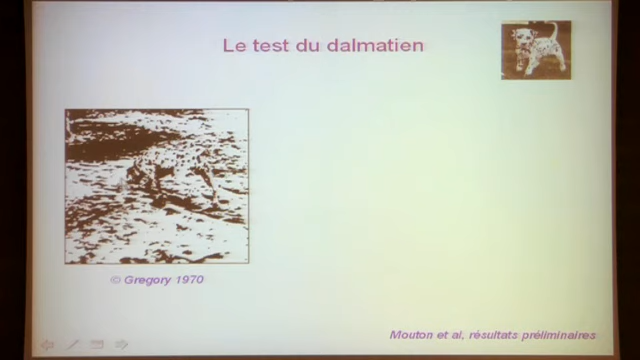 Le test du dalmatien
© Gregory 1970
Mouton et al, résultats préliminaires